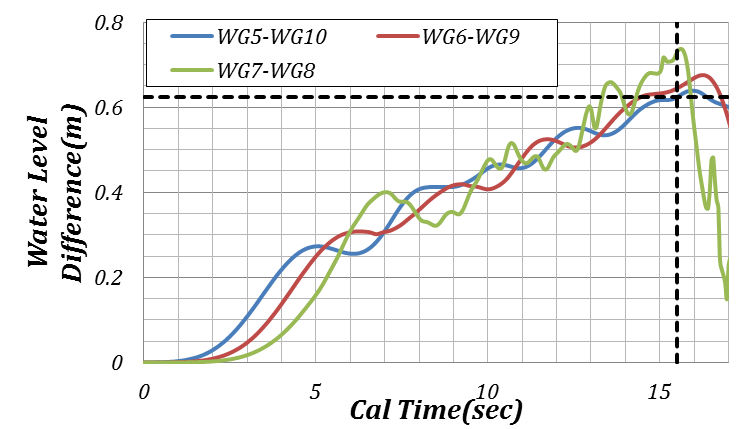 0.8
WG5-WG10 WG6-WG9
WG7-WG8
0.6
0.4
0.2
0
Water Level
Difference(m)
0 5 10 15
Cal Time(sec)